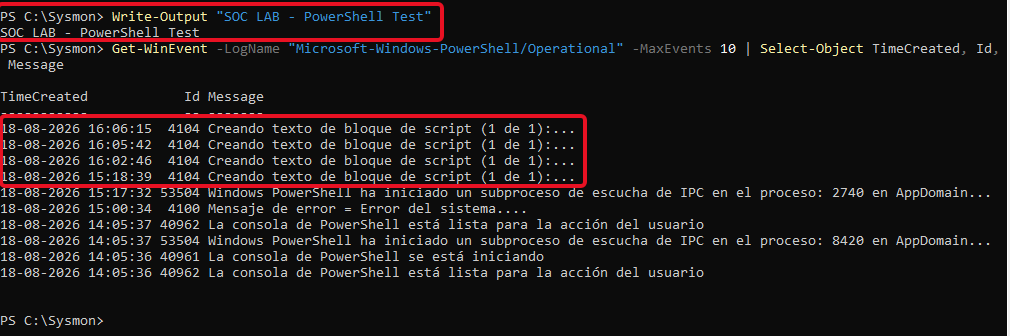 PS C:\Sysmon> Write-Output "SOC LAB - PowerShell Test"
SOC LAB - PowerShell Test
PS C:\Sysmon> Get-WinEvent -LogName "Microsoft-Windows-PowerShell/Operational" -MaxEvents 10 | Select-Object TimeCreated, Id,
 Message
TimeCreated            Id Message
-----------            -- -------
18-08-2026 16:06:15  4104 Creando texto de bloque de script (1 de 1):...
18-08-2026 16:05:42  4104 Creando texto de bloque de script (1 de 1):...
18-08-2026 16:02:46  4104 Creando texto de bloque de script (1 de 1):...
18-08-2026 15:18:39  4104 Creando texto de bloque de script (1 de 1):...
18-08-2026 15:17:32 53504 Windows PowerShell ha iniciado un subproceso de escucha de IPC en el proceso: 2740 en AppDomain...
18-08-2026 15:00:34  4100 Mensaje de error = Error del sistema....
18-08-2026 14:05:37 40962 La consola de PowerShell está lista para la acción del usuario
18-08-2026 14:05:37 53504 Windows PowerShell ha iniciado un subproceso de escucha de IPC en el proceso: 8420 en AppDomain...
18-08-2026 14:05:36 40961 La consola de PowerShell se está iniciando
18-08-2026 14:05:36 40962 La consola de PowerShell está lista para la acción del usuario
PS C:\Sysmon>